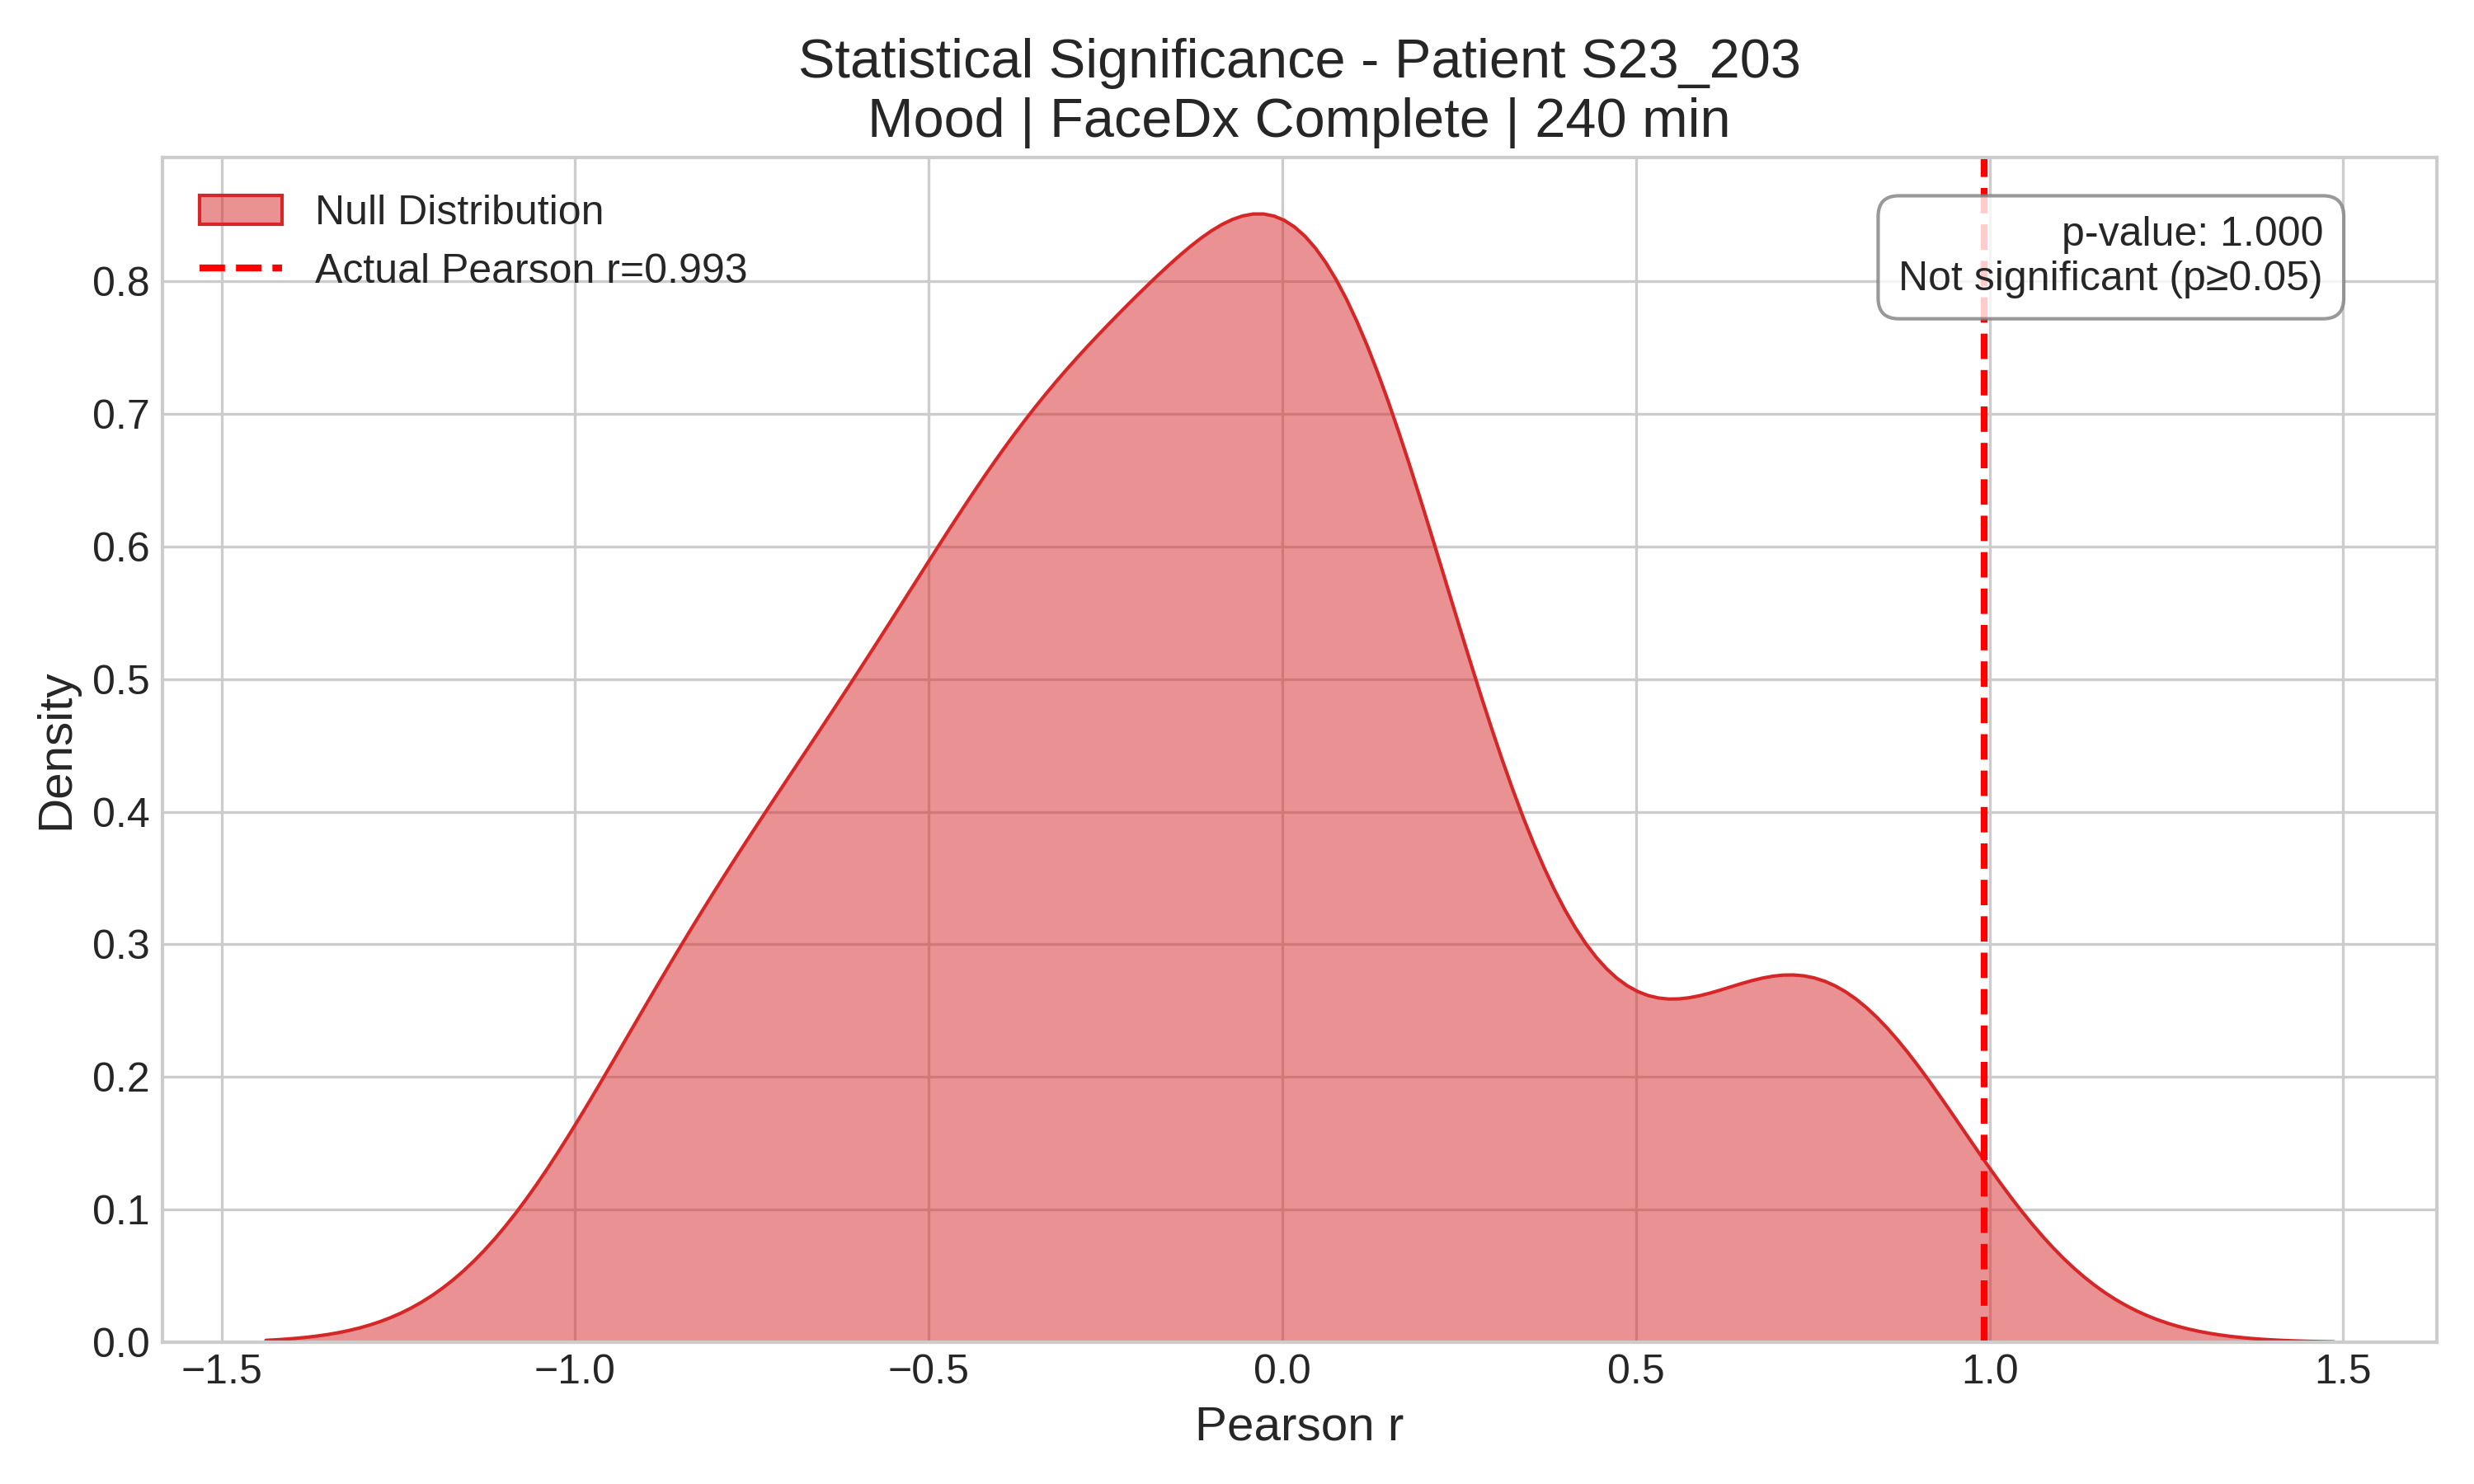 Statistical Significance - Patient S23_203
Mood | FaceDx Complete | 240 min
Null Distribution
Actual Pearson r=0.993
p-value: 1.000
Not significant (p≥0.05)
Density
0.8
0.7
0.6
0.5
0.4
0.3
0.2
0.1
0.0
−1.5 −1.0 −0.5 0.0 0.5 1.0 1.5
Pearson r